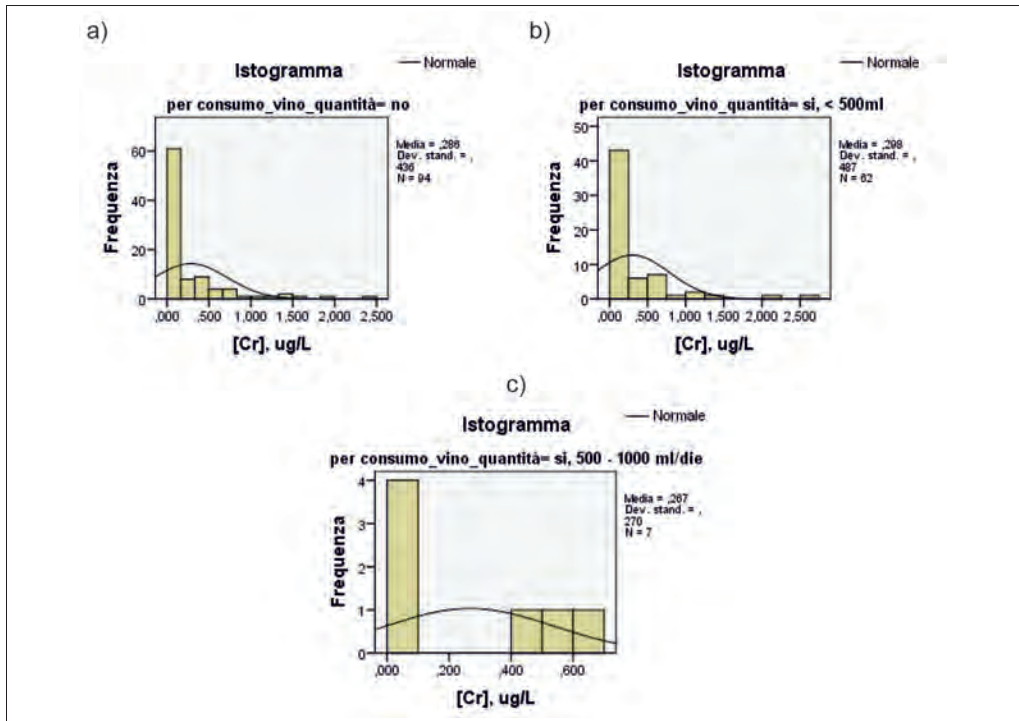 a)
Normale
Istogramma
per consumo_vino_quantità= no
Media = ,286
Dev. stand. = ,
436
N = 94
Frequenza
60
40
20
0
,000 ,500 1,000 1,500 2,000 2,500
[Cr], ug/L
b)
Normale
Istogramma
per consumo_vino_quantità= si, < 500ml
Media = ,298
Dev. stand. = ,
487
N = 62
Frequenza
50
40
30
20
10
0
,000 ,500 1,000 1,500 2,000 2,500
[Cr], ug/L
c)
Normale
Istogramma
per consumo_vino_quantità= si, 500 - 1000 ml/die
Media = ,267
Dev. stand. = ,
270
N = 7
Frequenza
4
3
2
1
0
,000 ,200 ,400 ,600
[Cr], ug/L